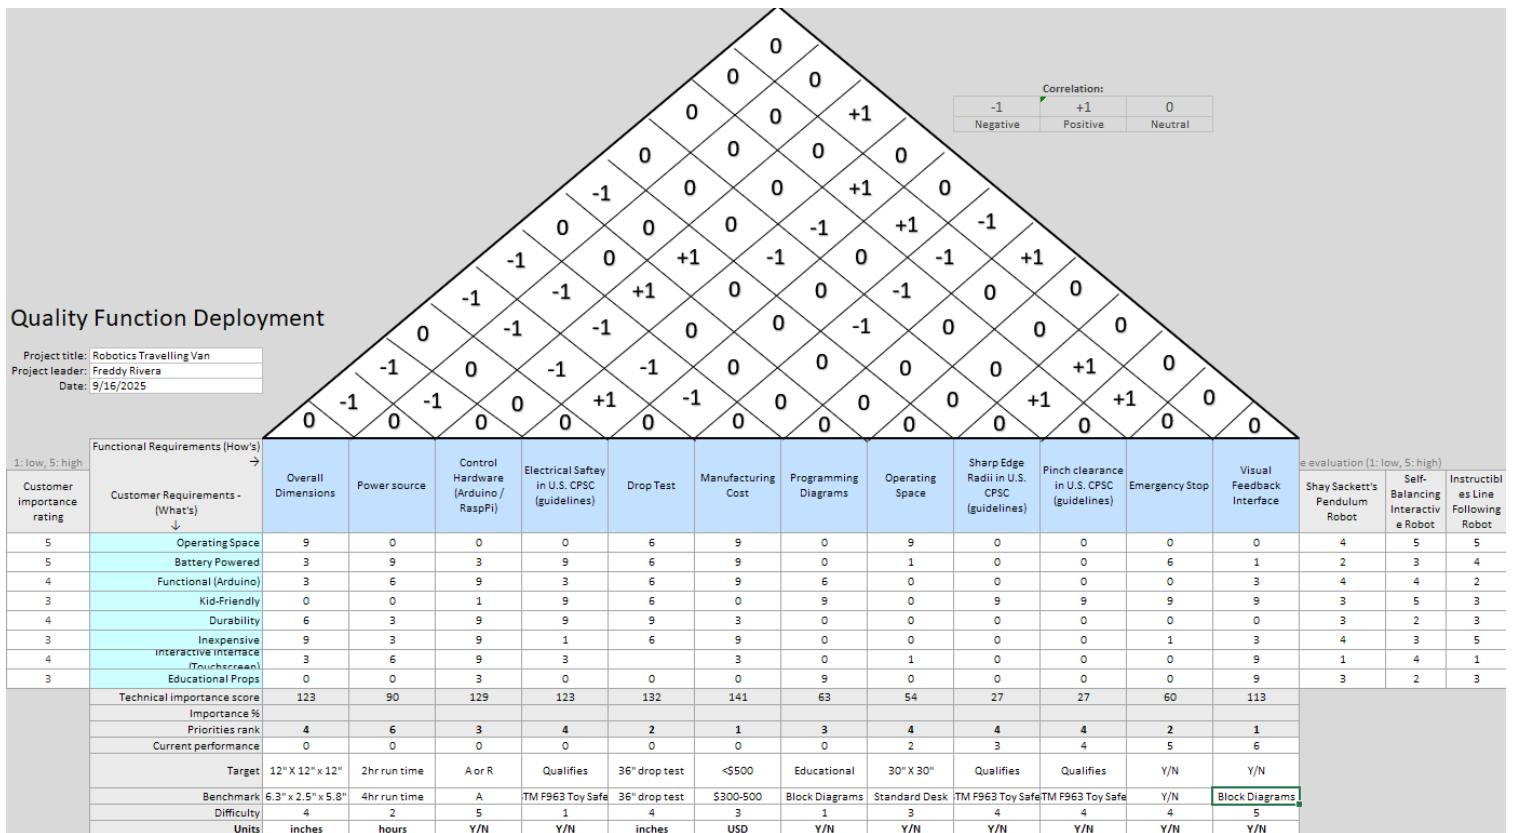 0
0 0
0 0 +1
Correlation:
-1 +1 0
Negative Positive Neutral
0 0 0 0
-1 0 0 +1 0
0 0 0 -1 +1 -1
-1 0 +1 -1 0 -1 +1
-1 -1 +1 0 0 -1 0 0
0 -1 -1 0 0 -1 0 0 0
-1 0 -1 -1 0 0 0 0 +1 0
-1 -1 0 +1 -1 0 0 0 +1 +1 0
0 0 0 0 0 0 0 0 0 0 0 0
Quality Function Deployment
Project title: Robotics Travelling Van
Project leader: Freddy Rivera
Date: 9/16/2025
1: low, 5: high
Customer
importance
rating
Functional Requirements (How's)
→
Customer Requirements -
(What's)
↓
Overall
Dimensions
Power source
Control
Hardware
(Arduino /
RaspPi)
Electrical Saftey
in U.S. CPSC
(guidelines)
Drop Test
Manufacturing
Cost
Programming
Diagrams
Operating
Space
Sharp Edge
Radii in U.S.
CPSC
(guidelines)
Pinch clearance
in U.S. CPSC
(guidelines)
Emergency Stop
Visual
Feedback
Interface
e evaluation (1: low, 5: high)
Shay Sackett's
Pendulum
Robot
Self-
Balancing
Interactiv
e Robot
Instructibl
es Line
Following
Robot
5 Operating Space 9 0 0 0 6 9 0 9 0 0 0 0 4 5 5
5 Battery Powered 3 9 3 9 6 9 0 1 0 0 6 1 2 3 4
4 Functional (Arduino) 3 6 9 3 6 9 6 0 0 0 0 3 4 4 2
3 Kid-Friendly 0 0 1 9 6 0 9 0 9 9 9 9 3 5 3
4 Durability 6 3 9 9 9 3 0 0 0 0 0 0 3 2 3
3 Inexpensive 9 3 9 1 6 9 0 0 0 0 1 3 4 3 5
Interactive Interface
4 (Touchscreen) 3 6 9 3 3 0 1 0 0 0 9 1 4 1
3 Educational Props 0 0 3 0 0 0 9 0 0 0 0 9 3 2 3
Technical importance score 123 90 129 123 132 141 63 54 27 27 60 113
Importance %
Priorities rank 4 6 3 4 2 1 3 4 4 4 2 1
Current performance 0 0 0 0 0 0 0 2 3 4 5 6
Target 12" X 12" x 12" 2hr run time A or R Qualifies 36" drop test <$500 Educational 30" X 30" Qualifies Qualifies Y/N Y/N
Benchmark 6.3" x 2.5" x 5.8" 4hr run time A TM F963 Toy Safe 36" drop test $300-500 Block Diagrams Standard Desk TM F963 Toy Safe TM F963 Toy Safe Y/N Block Diagrams
Difficulty 4 2 5 1 4 3 1 3 4 4 4 5
Units inches hours Y/N Y/N inches USD Y/N Y/N Y/N Y/N Y/N Y/N